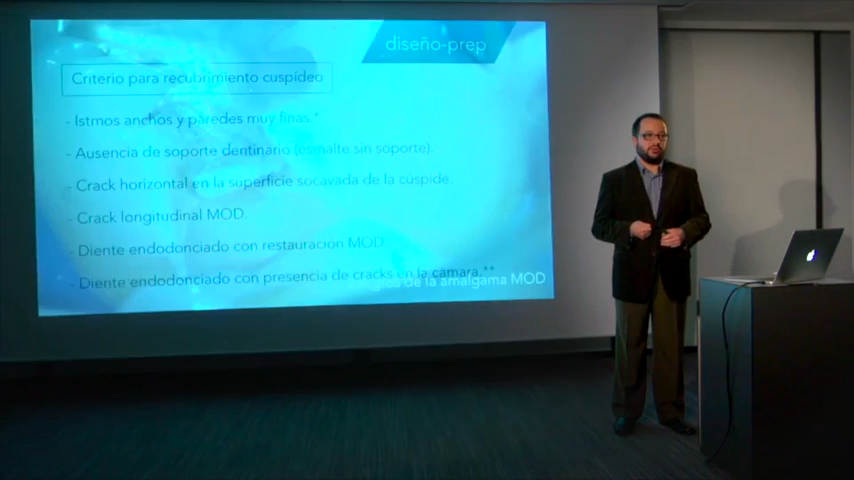 diseño-prep
Criterio para recubrimiento cuspídeo
- Istmos anchos y paredes muy finas.*
- Ausencia de soporte dentinario (esmalte sin soporte).
- Crack horizontal en la superficie socavada de la cúspide.
- Crack longitudinal MOD.
- Diente endodonciado con restauración MOD
- Diente endodonciado con presencia de cracks en la cámara.**
de la amalgama MOD